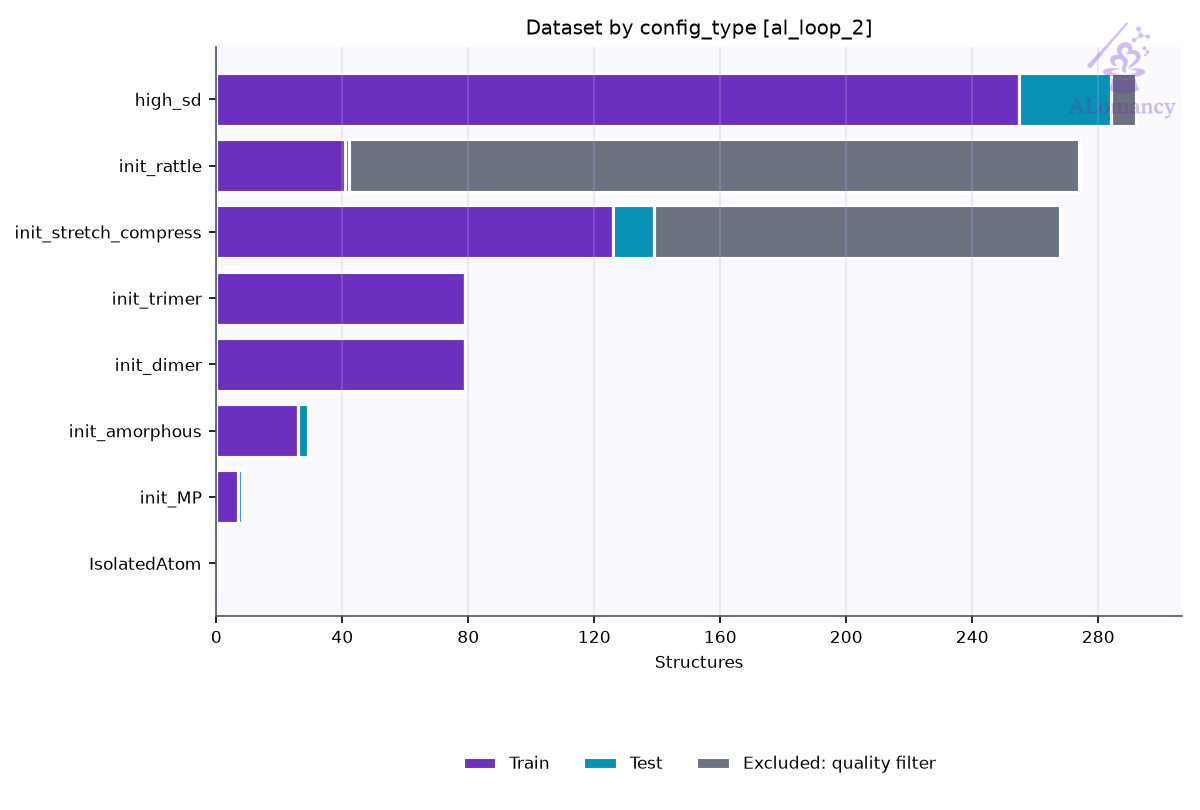 Dataset by config_type [al_loop_2]
ALomancy
high_sd
init_rattle
init_stretch_compress
init_trimer
init_dimer
init_amorphous
init_MP
IsolatedAtom
0 40 80 120 160 200 240 280
Structures
Train Test Excluded: quality filter